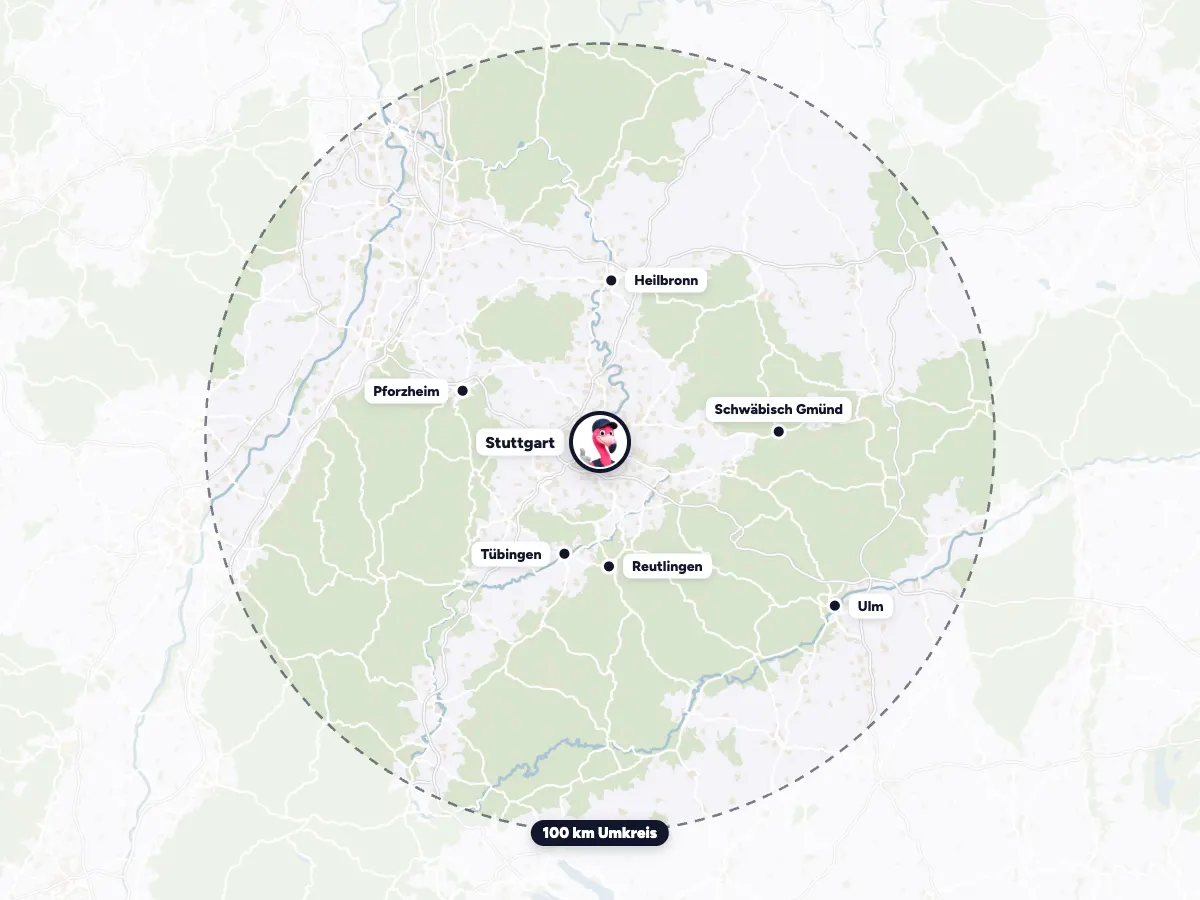 Heilbronn
Pforzheim
Schwäbisch Gmünd
Stuttgart
Tübingen
Reutlingen
Ulm
100 km Umkreis